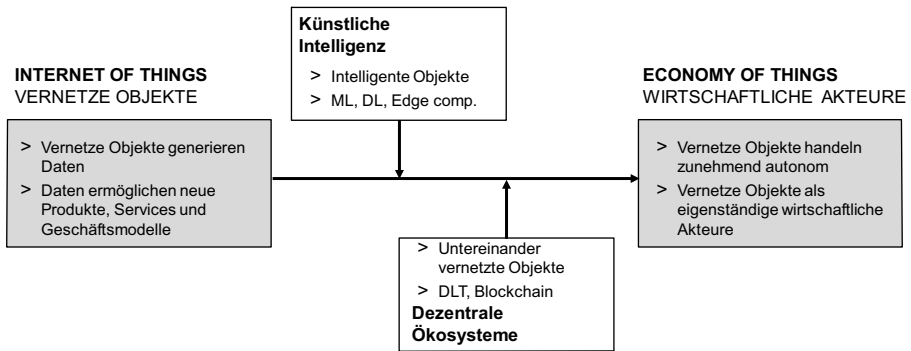 Künstliche
Intelligenz
> Intelligente Objekte
> ML, DL, Edge comp.
INTERNET OF THINGS
VERNETZE OBJEKTE
> Vernetze Objekte generieren
Daten
> Daten ermöglichen neue
Produkte, Services und
Geschäftsmodelle
ECONOMY OF THINGS
WIRTSCHAFTLICHE AKTEURE
> Vernetze Objekte handeln
zunehmend autonom
> Vernetze Objekte als
eigenständige wirtschaftliche
Akteure
> Untereinander
vernetzte Objekte
> DLT, Blockchain
Dezentrale
Ökosysteme